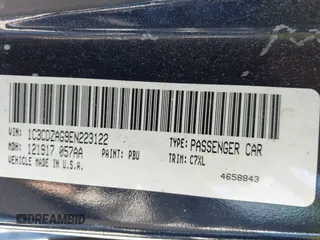 VIN: 1C3CDZAG9EN223122
MDH: 121917 057AA
PAINT: PBU
VEHICLE MADE IN U.S.A.
TYPE: PASSENGER CAR
TRIM: C7XL
4658843
DREAMBID